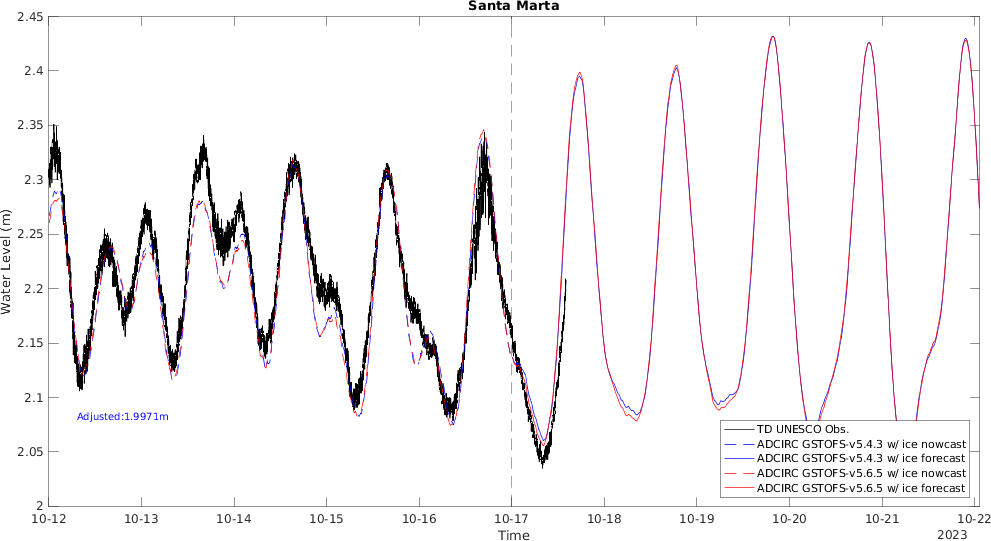 Santa Marta
2.45
2.4
2.35
2.3
2.25
2.2
2.15
2.1
2.05
2
Water Level (m)
Adjusted:1.9971m
TD UNESCO Obs.
ADCIRC GSTOFS-v5.4.3 w/ ice nowcast
ADCIRC GSTOFS-v5.4.3 w/ ice forecast
ADCIRC GSTOFS-v5.6.5 w/ ice nowcast
ADCIRC GSTOFS-v5.6.5 w/ ice forecast
10-12 10-13 10-14 10-15 10-16 10-17 10-18 10-19 10-20 10-21 10-22
Time
2023